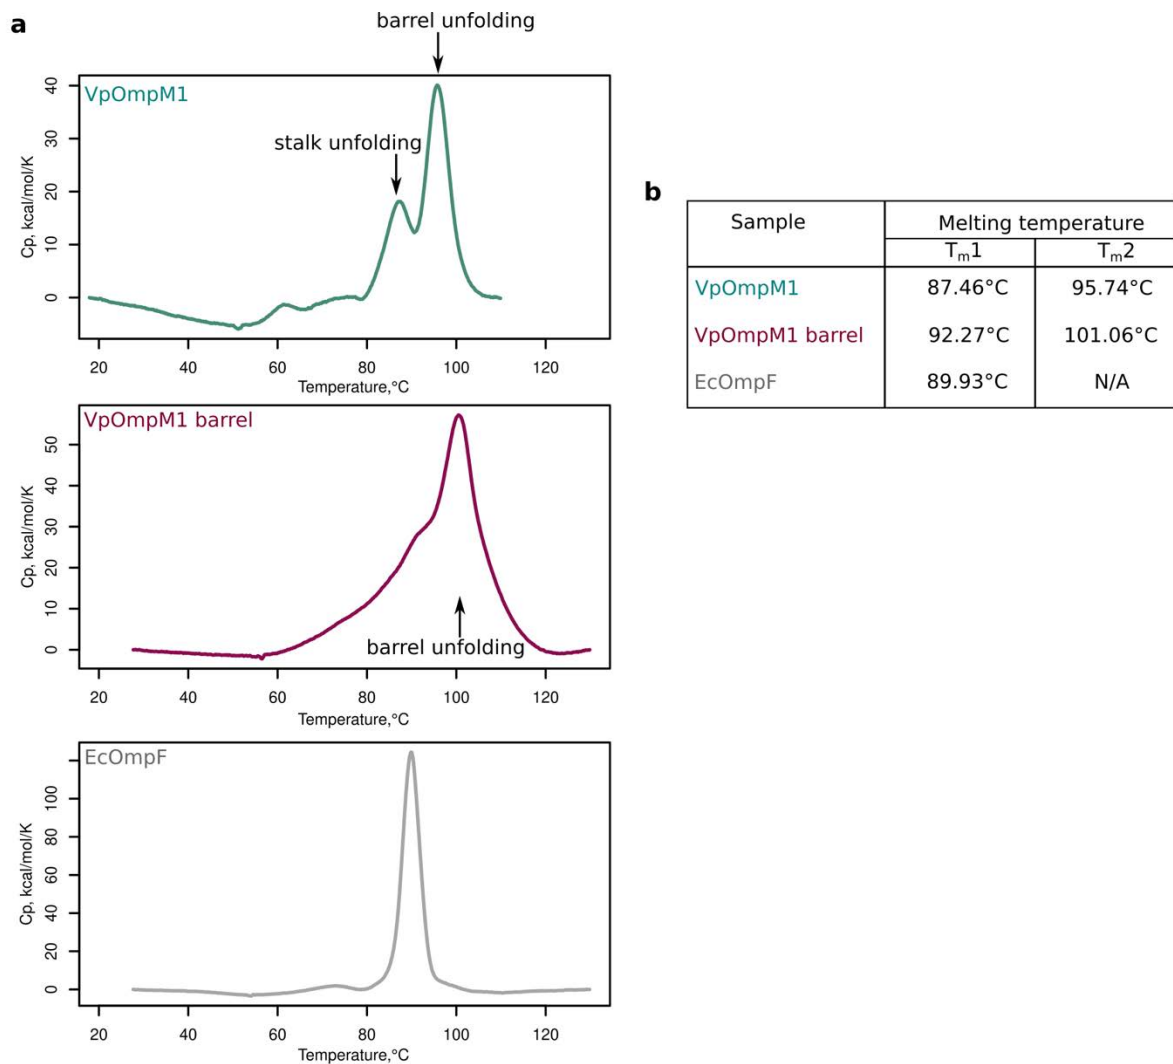 a
barrel unfolding
VpOmpM1
stalk unfolding
Cp, kcal/mol/K
40
30
20
10
0
20 40 60 80 100 120
Temperature,°C
VpOmpM1 barrel
Cp, kcal/mol/K
50
40
30
20
10
0
barrel unfolding
20 40 60 80 100 120
Temperature,°C
EcOmpF
Cp, kcal/mol/K
100
80
60
40
20
0
20 40 60 80 100 120
Temperature,°C
b
Sample Melting temperature
Tm1 Tm2
VpOmpM1 87.46°C 95.74°C
VpOmpM1 barrel 92.27°C 101.06°C
EcOmpF 89.93°C N/A